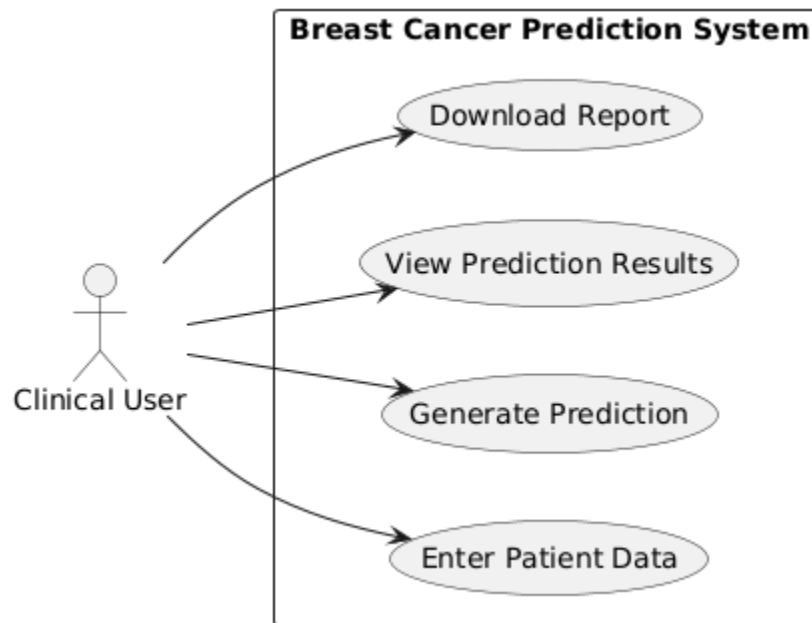 Breast Cancer Prediction System
Download Report
View Prediction Results
Clinical User
Generate Prediction
Enter Patient Data